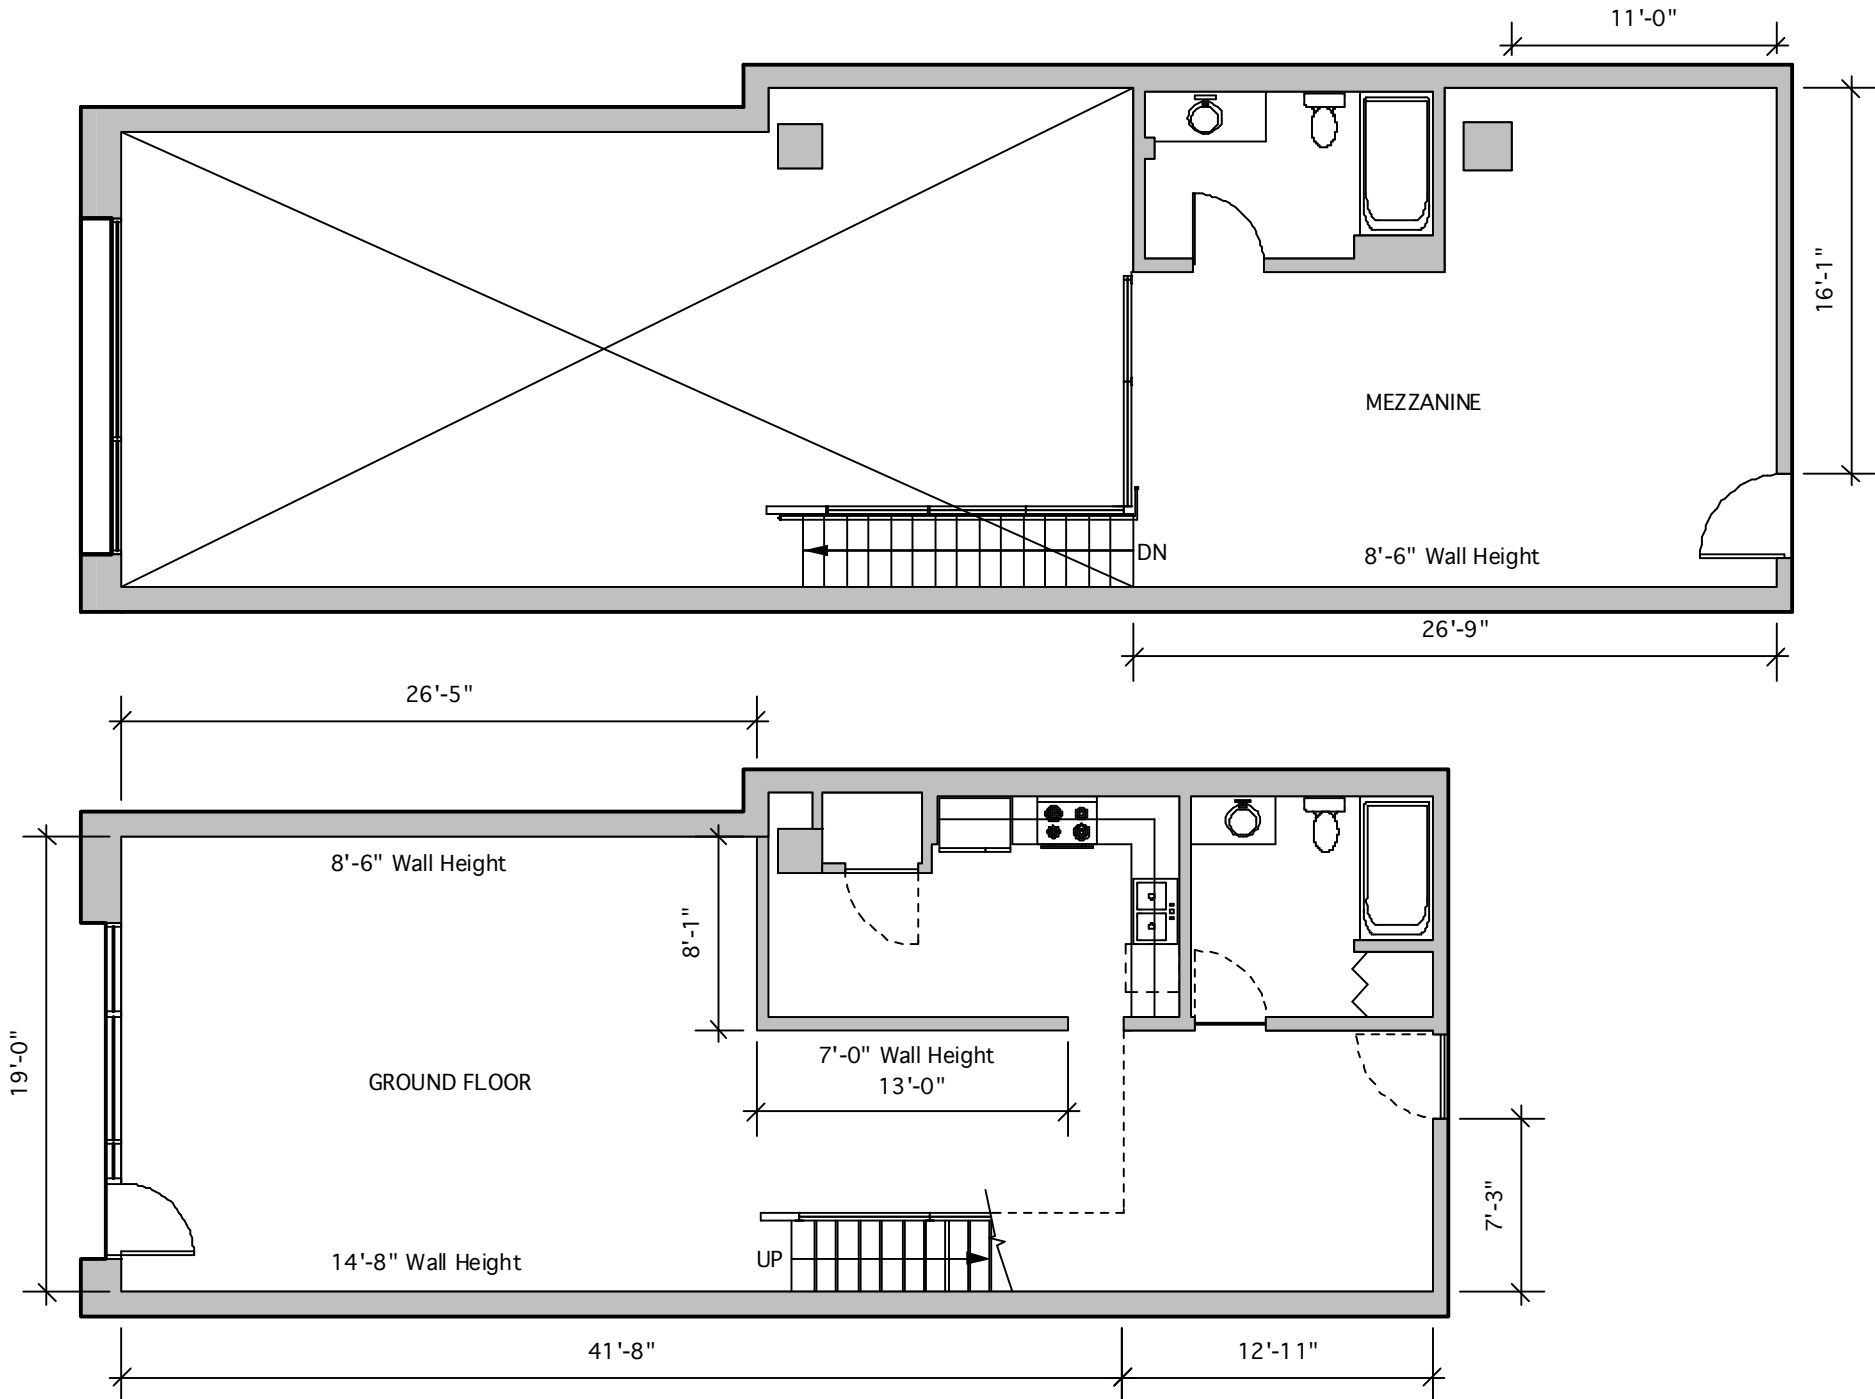 11'-0"
16'-1"
MEZZANINE
DN
8'-6" Wall Height
26'-9"
26'-5"
8'-6" Wall Height
8'-1"
19'-0"
7'-0" Wall Height
13'-0"
GROUND FLOOR
7'-3"
UP
14'-8" Wall Height
41'-8"
12'-11"